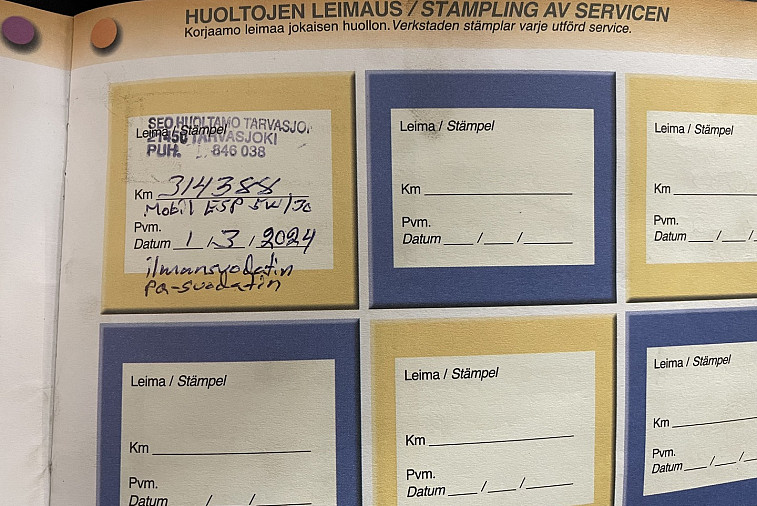 HUOLTOJEN LEIMAUS / STÄMPLING AV SERVICEN
Korjaamo leimaa jokaisen huollon. Verkstaden stämplar varje utförd service.
SEO HUOLTAMO TARVASJO
Leima / Stämpel
21450 TARVASJOKI
PUH. 846 038
Km 314388
Mobil ESP 5W/30
Pvm.
Datum 1 / 3 / 2024
ilmansuodatin
Pa-suodatin
Leima / Stämpel
Km
Pvm.
Datum / /
Leima / Stämpel
Km
Pvm.
Datum / /
Leima / Stämpel
Km
Pvm.
Datum / /
Leima / Stämpel
Km
Pvm.
Datum / /
Leima / Stämpel
Km
Pvm.
Datum / /